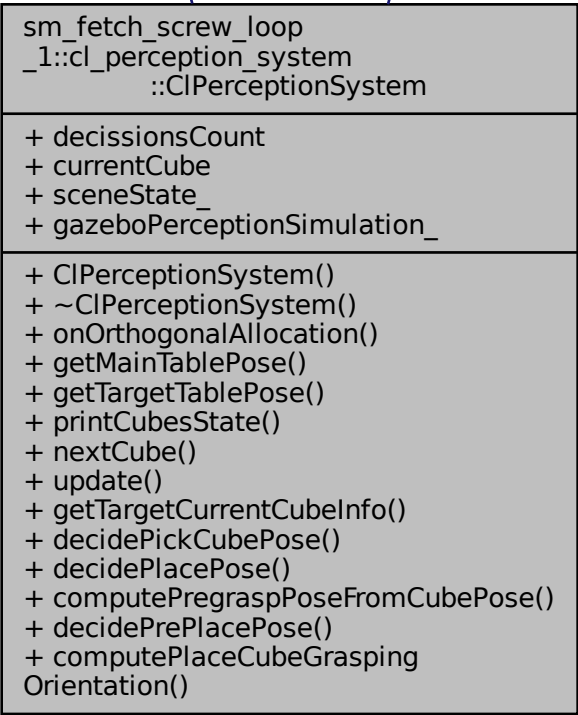 sm_fetch_screw_loop
_1::cl_perception_system
::ClPerceptionSystem
+ decissionsCount
+ currentCube
+ sceneState_
+ gazeboPerceptionSimulation_
+ ClPerceptionSystem()
+ ~ClPerceptionSystem()
+ onOrthogonalAllocation()
+ getMainTablePose()
+ getTargetTablePose()
+ printCubesState()
+ nextCube()
+ update()
+ getTargetCurrentCubeInfo()
+ decidePickCubePose()
+ decidePlacePose()
+ computePregraspPoseFromCubePose()
+ decidePrePlacePose()
+ computePlaceCubeGrasping
Orientation()